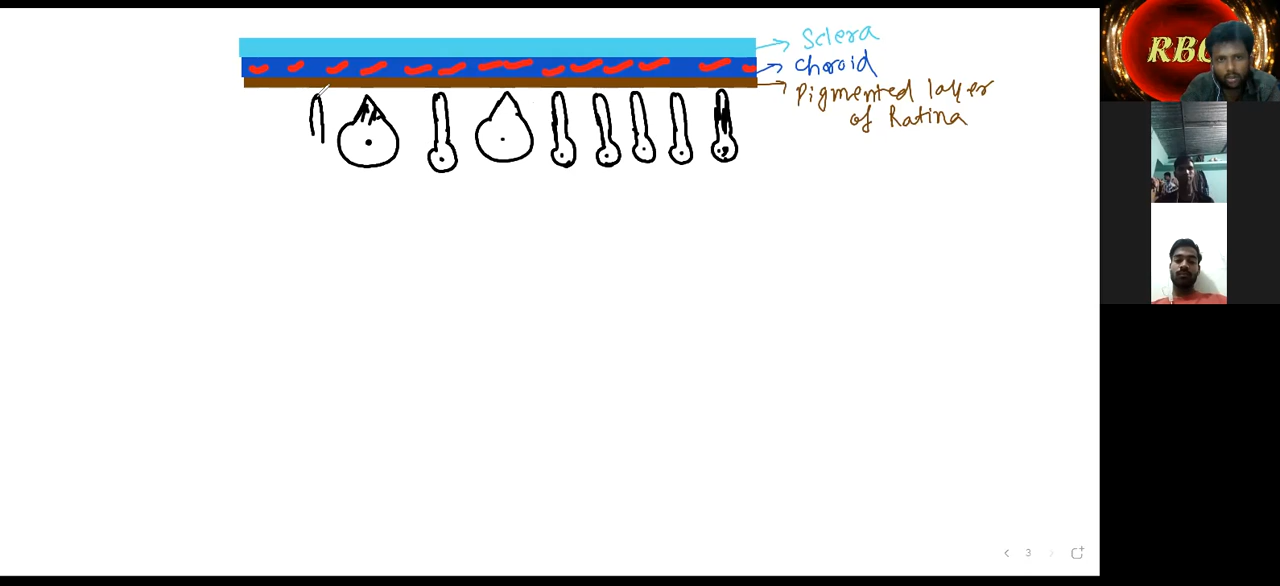 Sclera
choroid
Pigmented layer
of Ratina
RBC
3